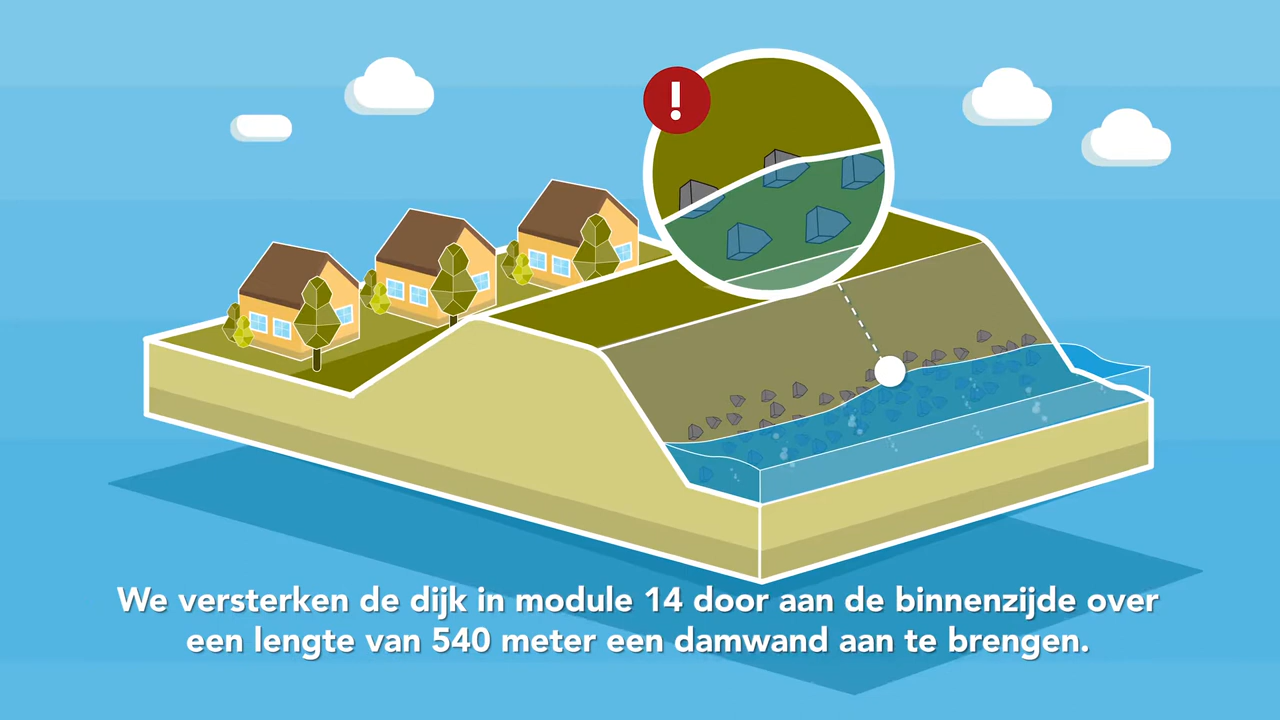 !
We versterken de dijk in module 14 door aan de binnenzijde over
een lengte van 540 meter een damwand aan te brengen.